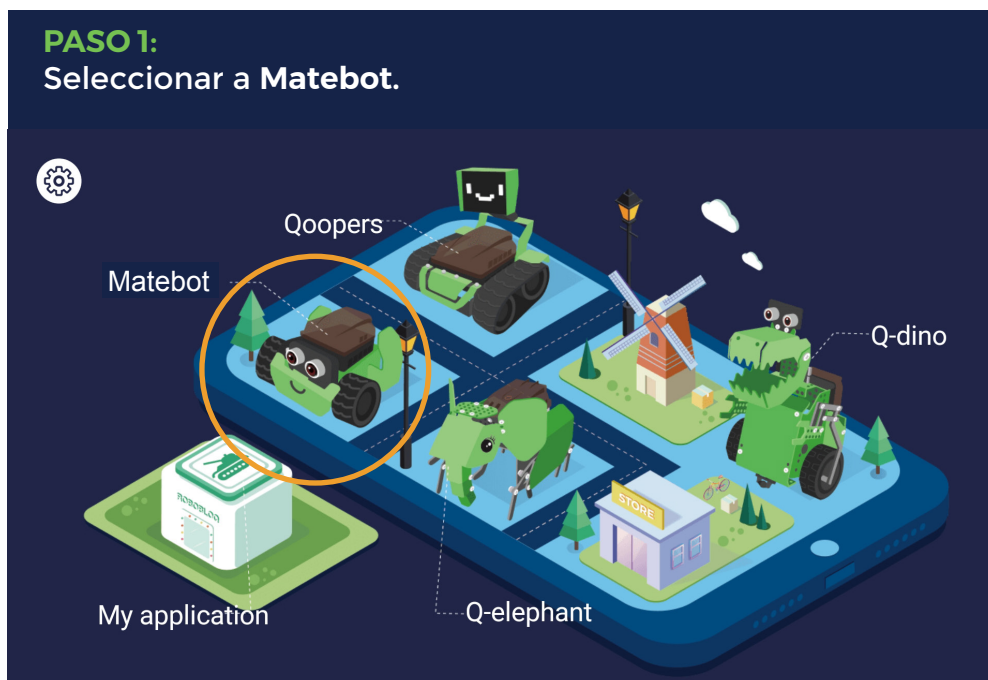 PASO 1:
Seleccionar a Matebot.
Qoopers
Matebot
Q-dino
STORE
ROBOBLOQ
My application
Q-elephant